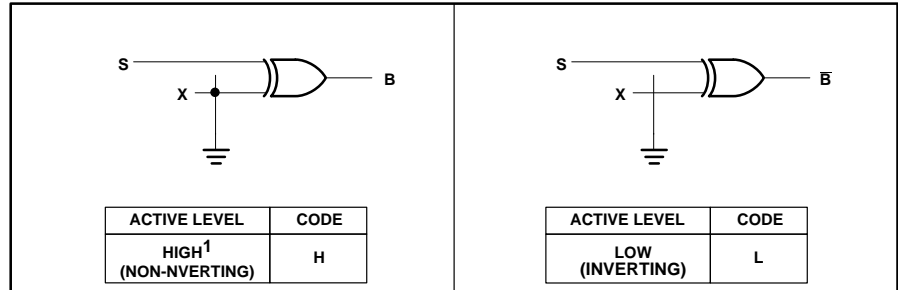 S
B
X
ACTIVE LEVEL CODE
HIGH1
(NON-NVERTING)
H
S
B̅
X
ACTIVE LEVEL CODE
LOW
(INVERTING)
L